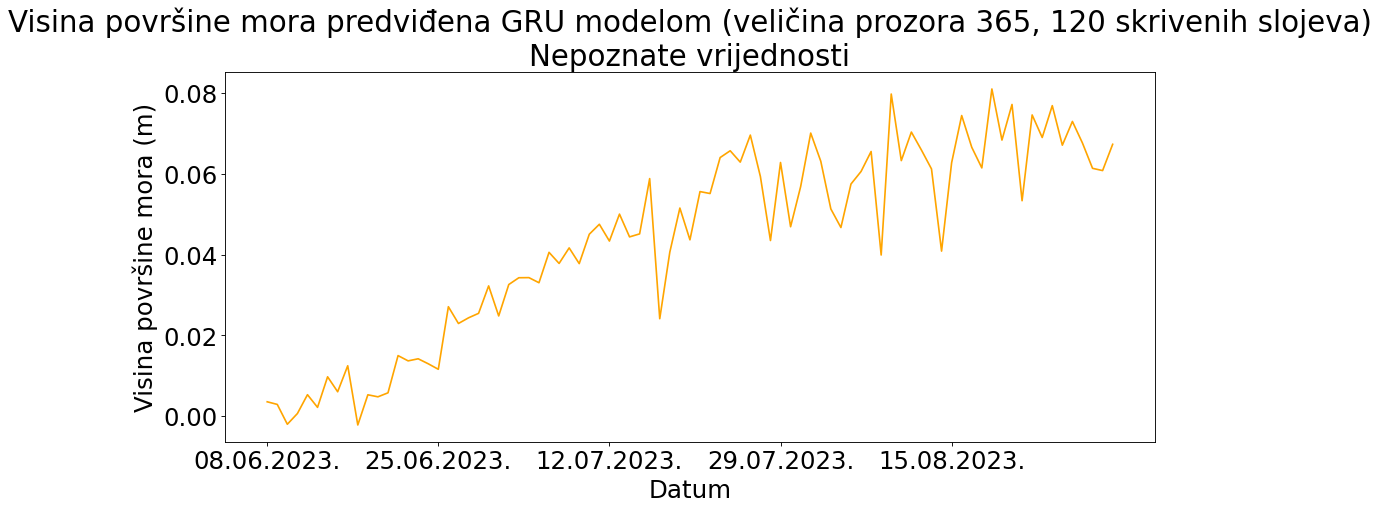 Visina površine mora predviđena GRU modelom (veličina prozora 365, 120 skrivenih slojeva)
Nepoznate vrijednosti
Visina površine mora (m)
0.08
0.06
0.04
0.02
0.00
08.06.2023. 25.06.2023. 12.07.2023. 29.07.2023. 15.08.2023.
Datum